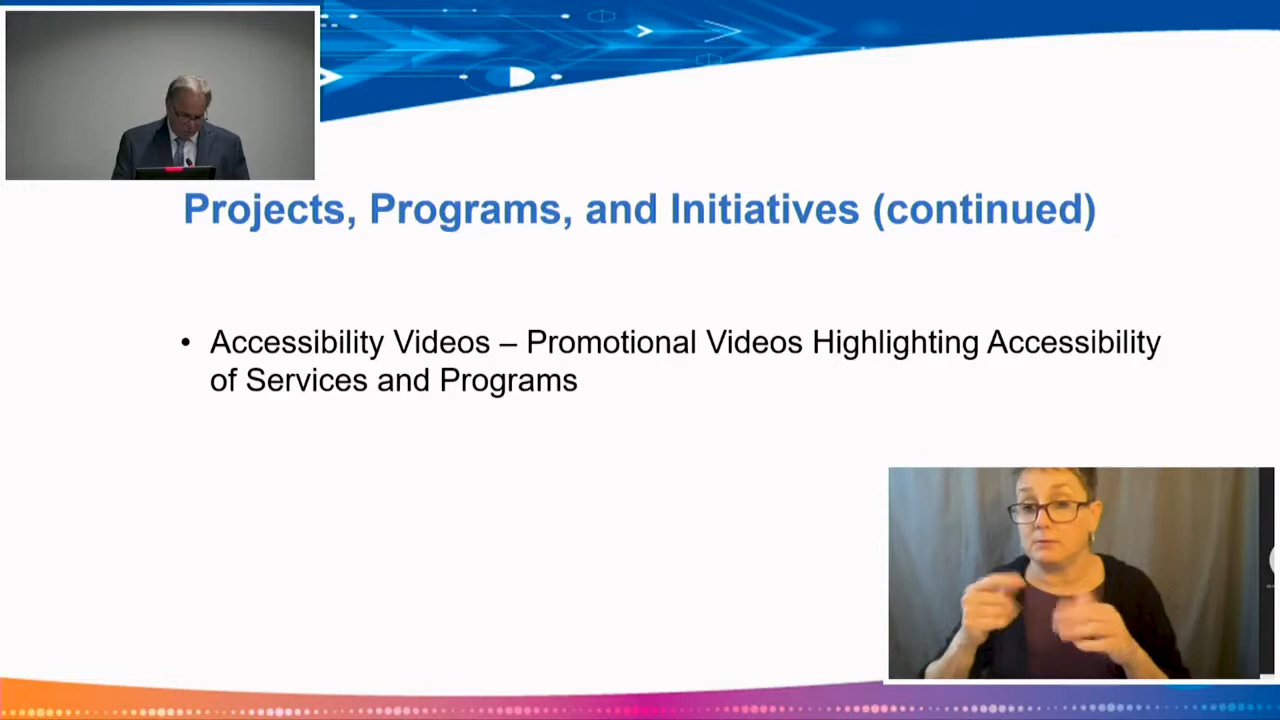 Projects, Programs, and Initiatives (continued)
• Accessibility Videos – Promotional Videos Highlighting Accessibility
of Services and Programs